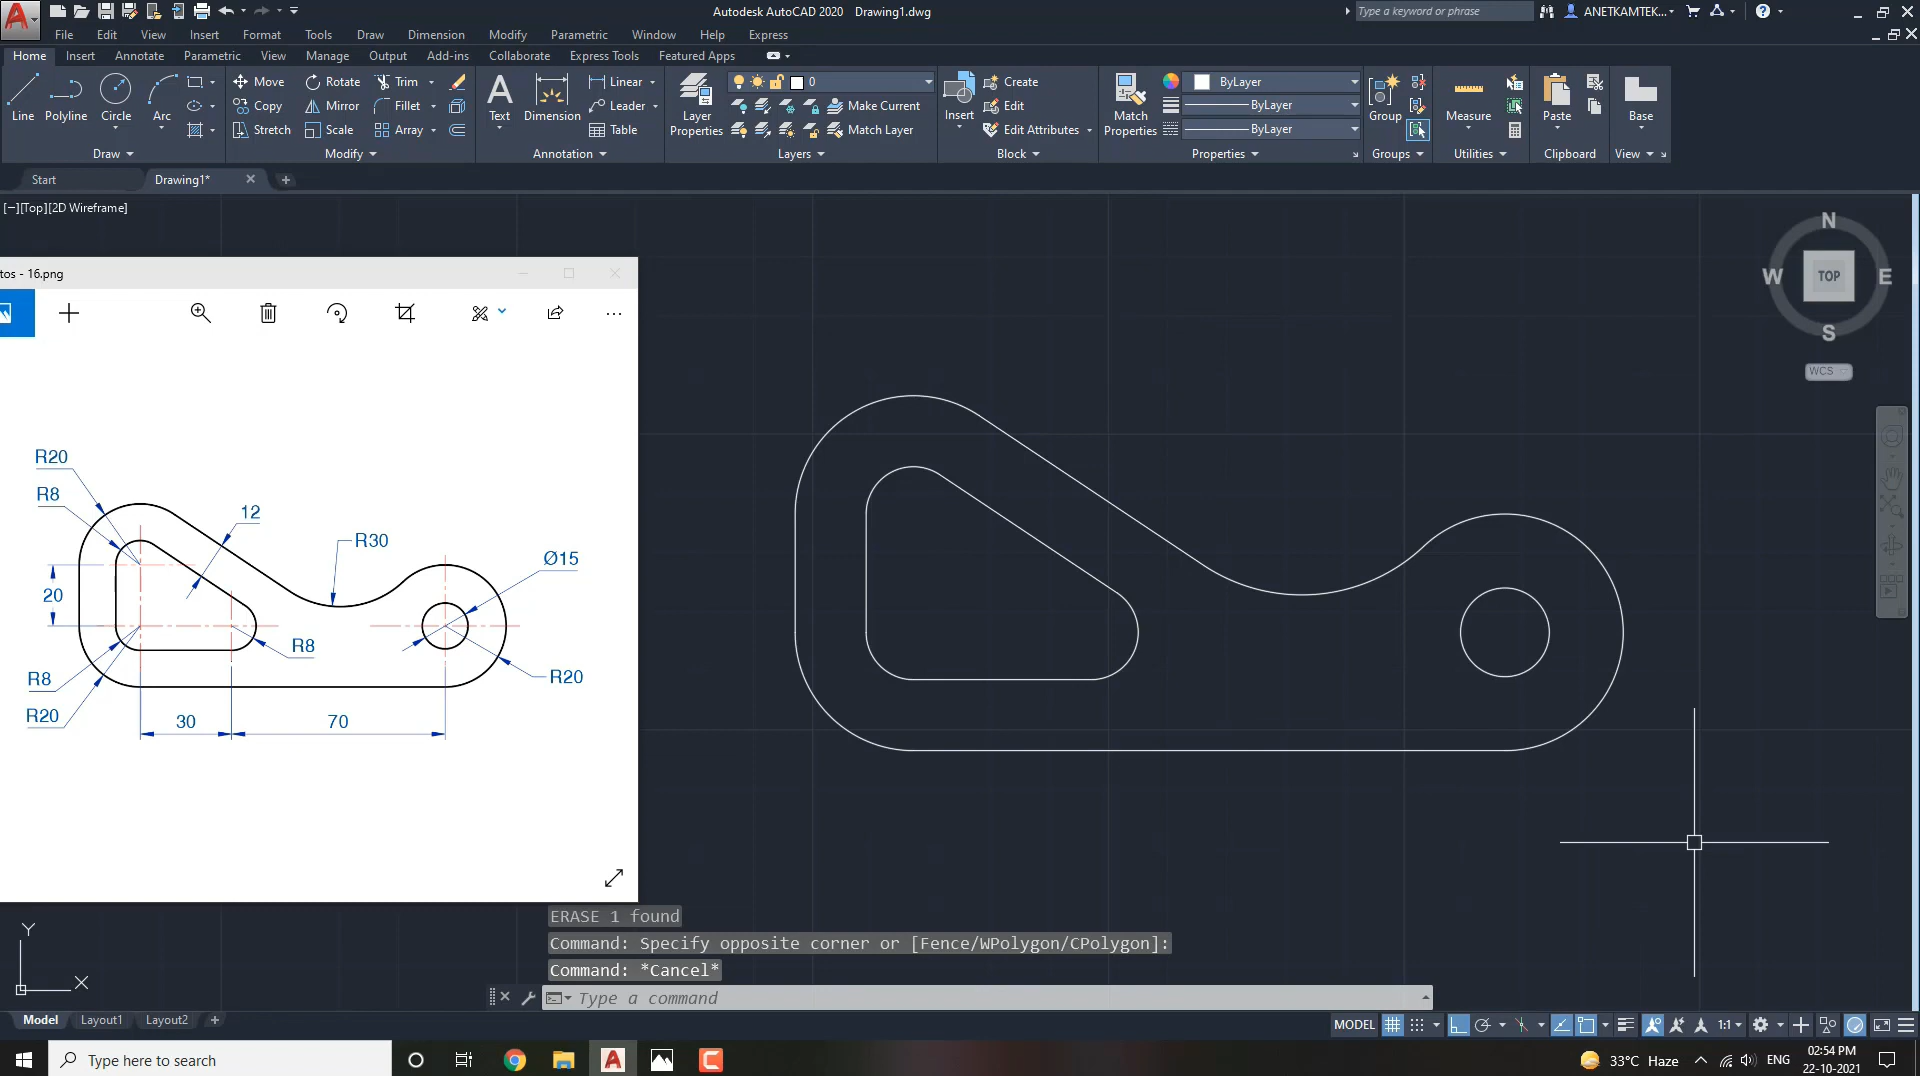 Autodesk AutoCAD 2020 Drawing1.dwg
Type a keyword or phrase
ANETKAMTEK...
File Edit View Insert Format Tools Draw Dimension Modify Parametric Window Help Express
Home Insert Annotate Parametric View Manage Output Add-ins Collaborate Express Tools Featured Apps
Line Polyline Circle Arc
Move Rotate Trim
Copy Mirror Fillet
Stretch Scale Array
Text Dimension
Linear
Leader
Table
Layer Properties
0
Make Current
Match Layer
Insert
Create
Edit
Edit Attributes
Match Properties
ByLayer
ByLayer
ByLayer
Group
Measure
Paste
Base
Draw Modify Annotation Layers Block Properties Groups Utilities Clipboard View
Start Drawing1*
[−][Top][2D Wireframe]
N
W TOP E
S
WCS
tos - 16.png
R20
R8
12
R30
Ø15
20
R8
R8
R20
R20
30 70
Y
X
ERASE 1 found
Command: Specify opposite corner or [Fence/WPolygon/CPolygon]:
Command: *Cancel*
Type a command
Model Layout1 Layout2
MODEL
1:1
Type here to search
33°C Haze
ENG
02:54 PM
22-10-2021